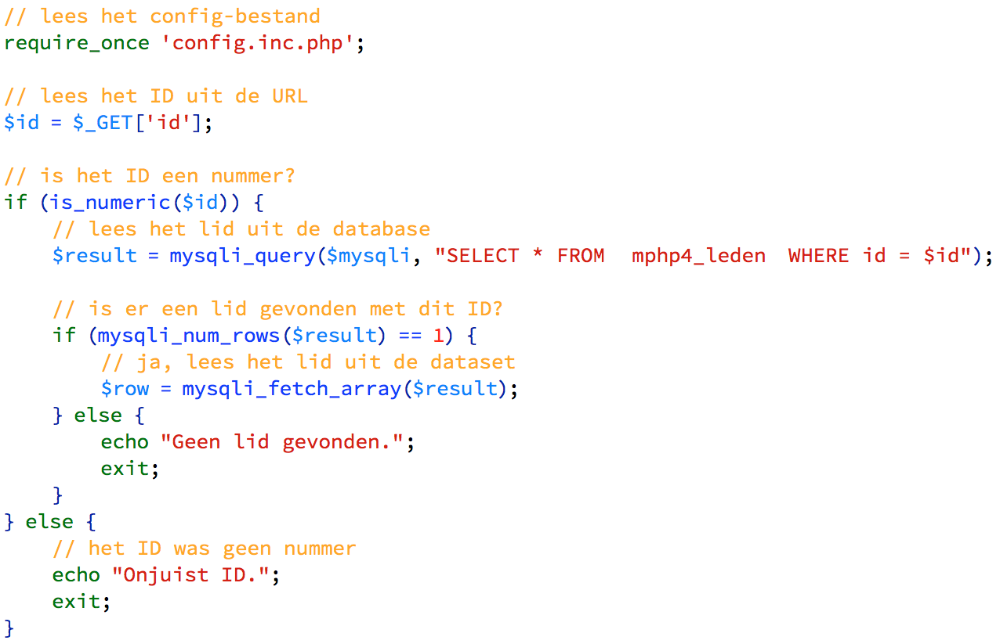 // lees het config-bestand
require_once 'config.inc.php';
// lees het ID uit de URL
$id = $_GET['id'];
// is het ID een nummer?
if (is_numeric($id)) {
// lees het lid uit de database
$result = mysqli_query($mysqli, "SELECT * FROM  mphp4_leden  WHERE id = $id");
// is er een lid gevonden met dit ID?
if (mysqli_num_rows($result) == 1) {
// ja, lees het lid uit de dataset
$row = mysqli_fetch_array($result);
} else {
echo "Geen lid gevonden.";
exit;
}
} else {
// het ID was geen nummer
echo "Onjuist ID.";
exit;
}